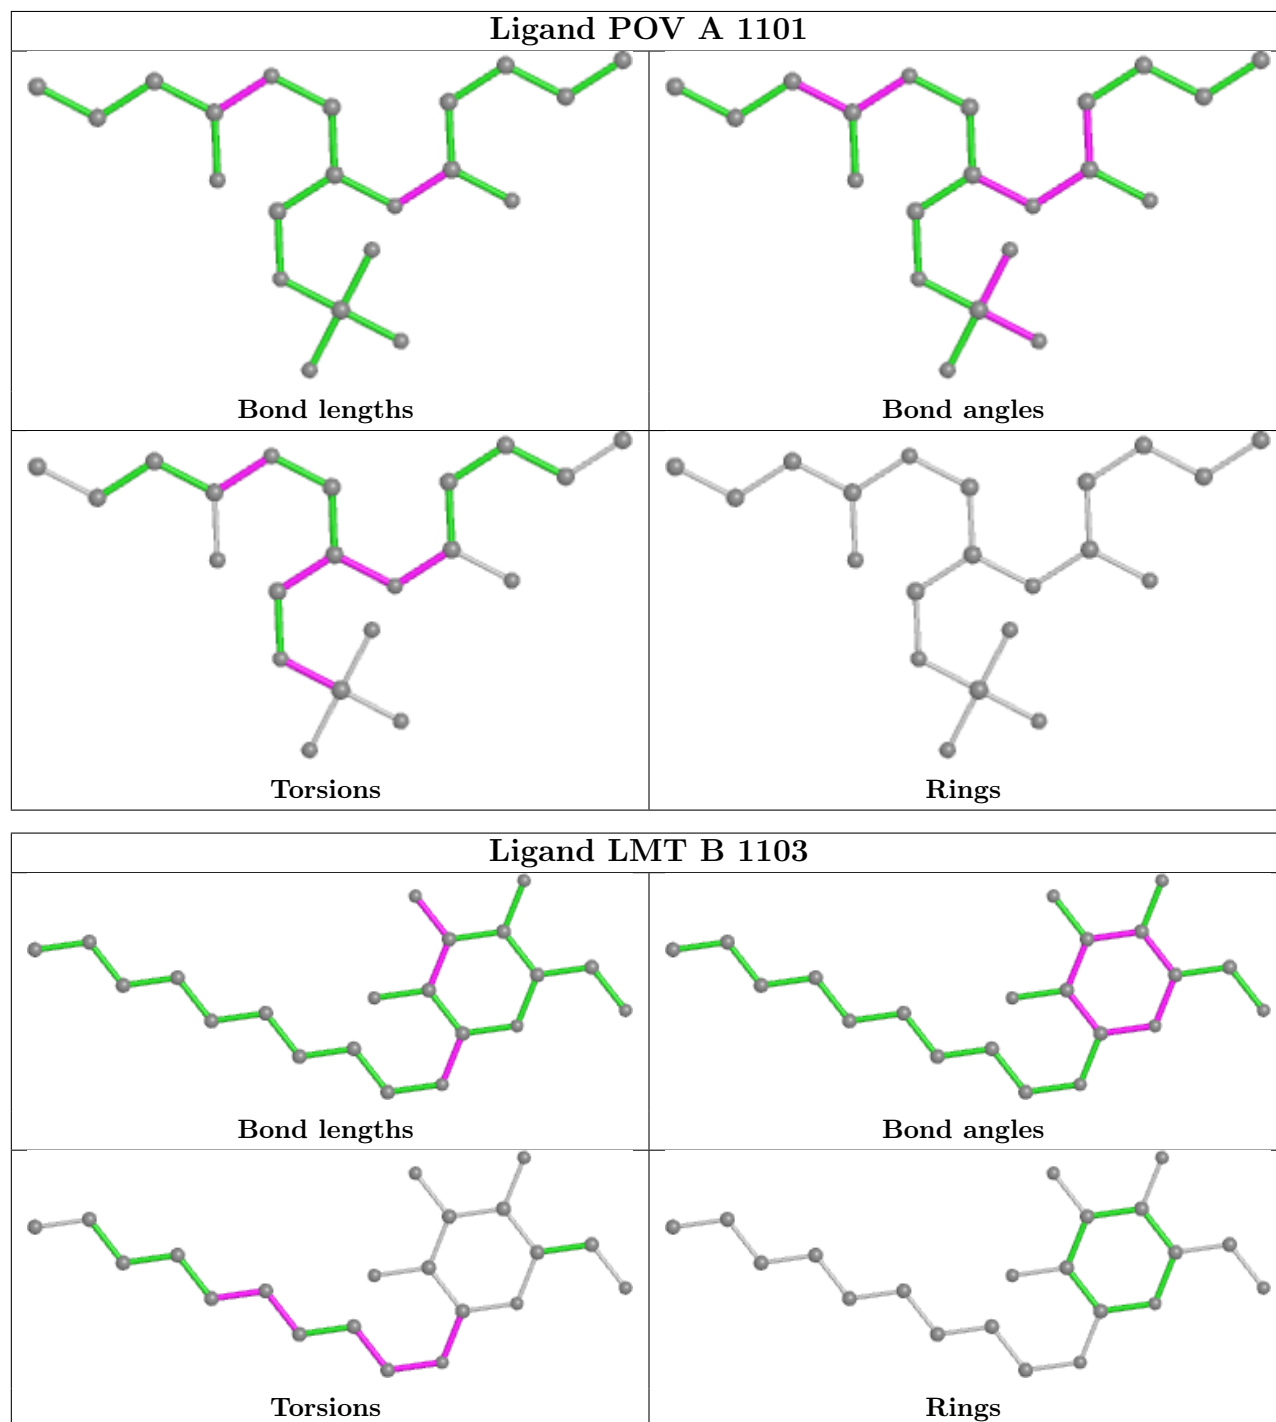 Ligand POV A 1101
Bond lengths
Bond angles
Torsions
Rings
Ligand LMT B 1103
Bond lengths
Bond angles
Torsions
Rings